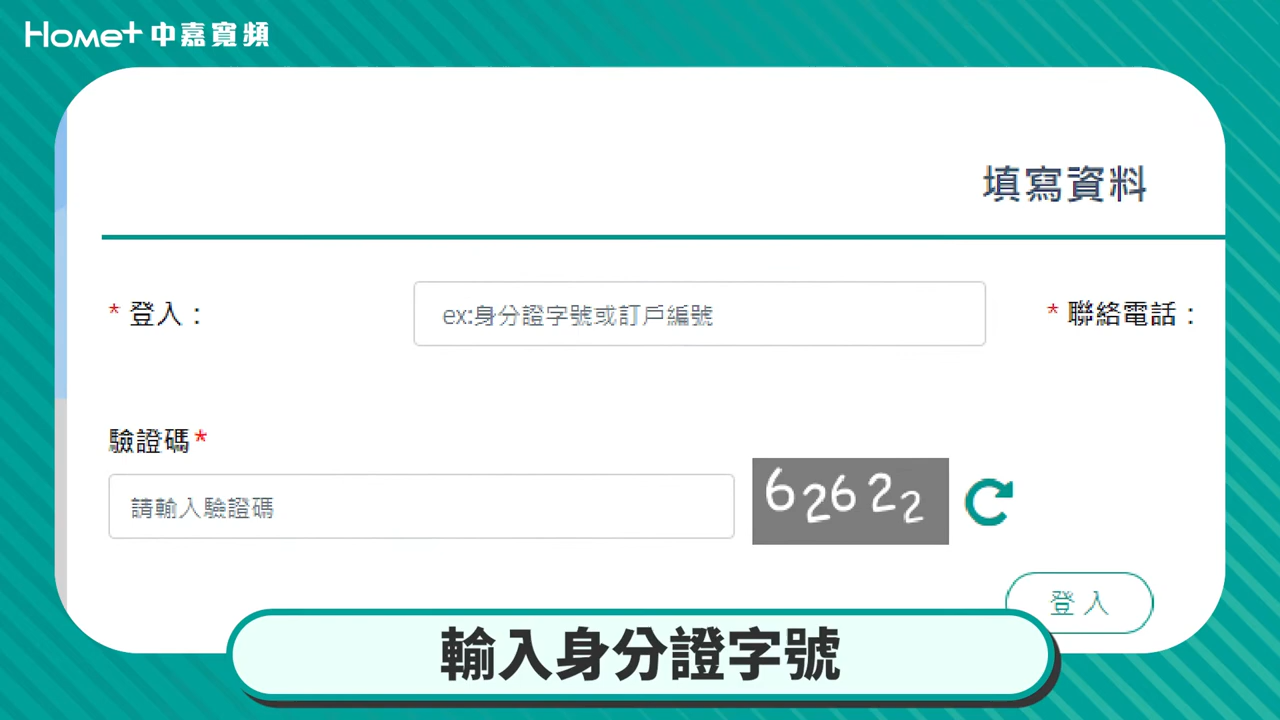 Home+ 中嘉寬頻
填寫資料
* 登入：
ex:身分證字號或訂戶編號
* 聯絡電話：
驗證碼*
請輸入驗證碼
62622
登入
輸入身分證字號